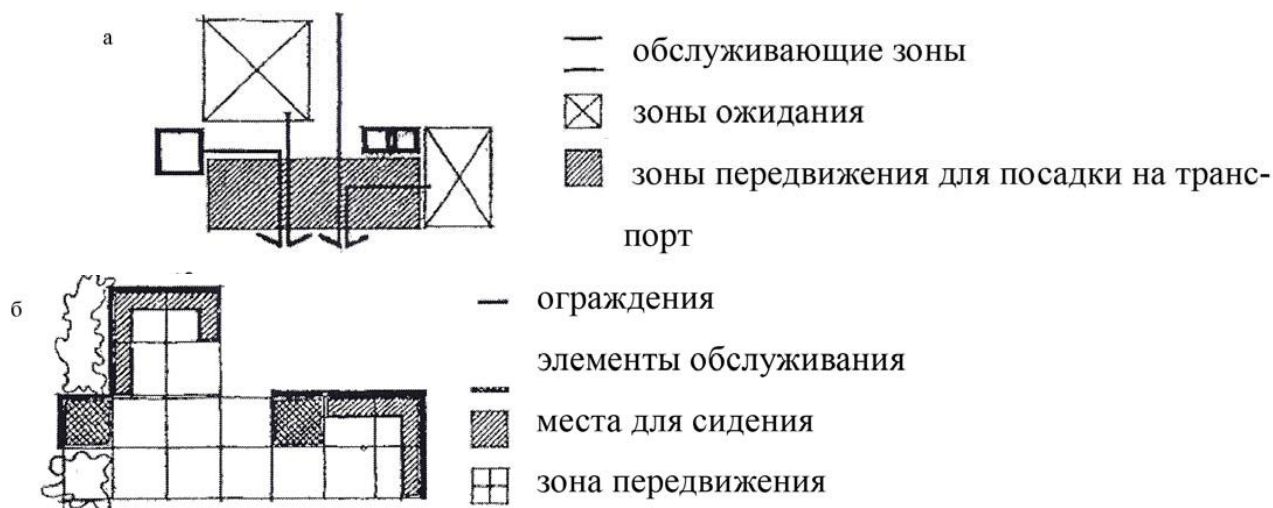 а
обслуживающие зоны
зоны ожидания
зоны передвижения для посадки на транс-
порт
б
ограждения
элементы обслуживания
места для сидения
зона передвижения